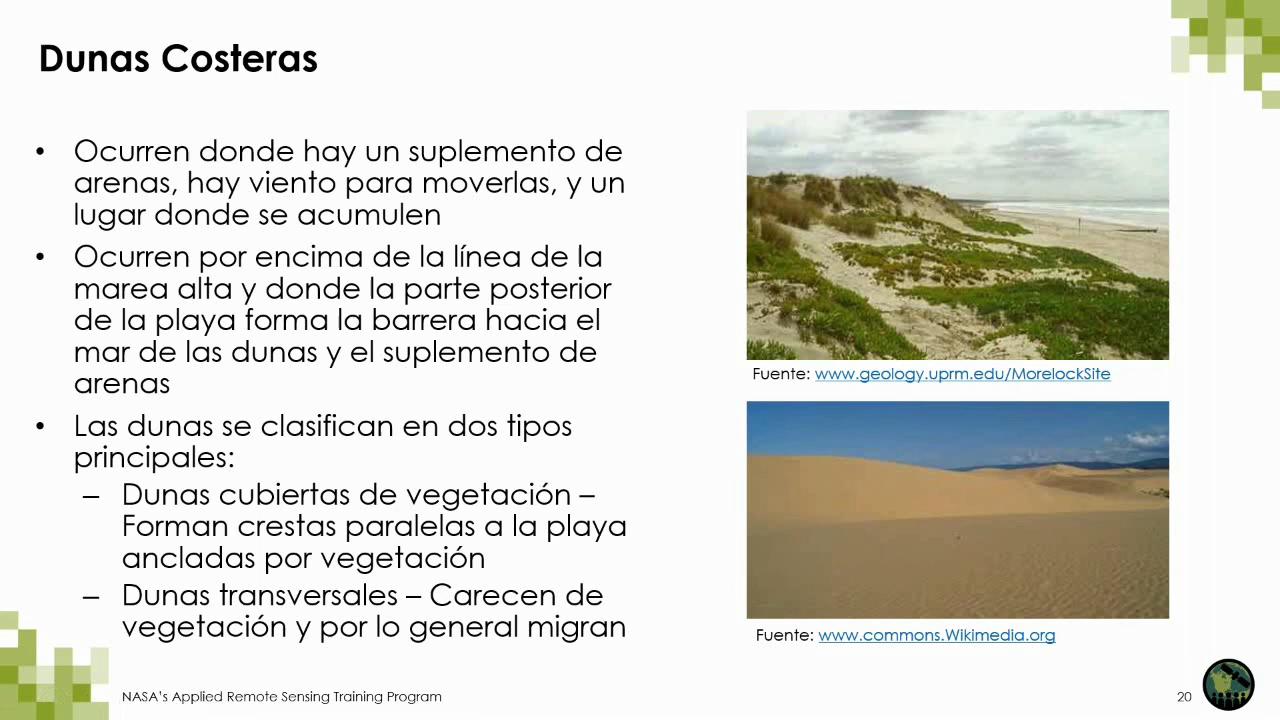 Dunas Costeras
• Ocurren donde hay un suplemento de
arenas, hay viento para moverlas, y un
lugar donde se acumulen
• Ocurren por encima de la línea de la
marea alta y donde la parte posterior
de la playa forma la barrera hacia el
mar de las dunas y el suplemento de
arenas
• Las dunas se clasifican en dos tipos
principales:
– Dunas cubiertas de vegetación –
Forman crestas paralelas a la playa
ancladas por vegetación
– Dunas transversales – Carecen de
vegetación y por lo general migran
Fuente: www.geology.uprm.edu/MorelockSite
Fuente: www.commons.Wikimedia.org
NASA's Applied Remote Sensing Training Program
20